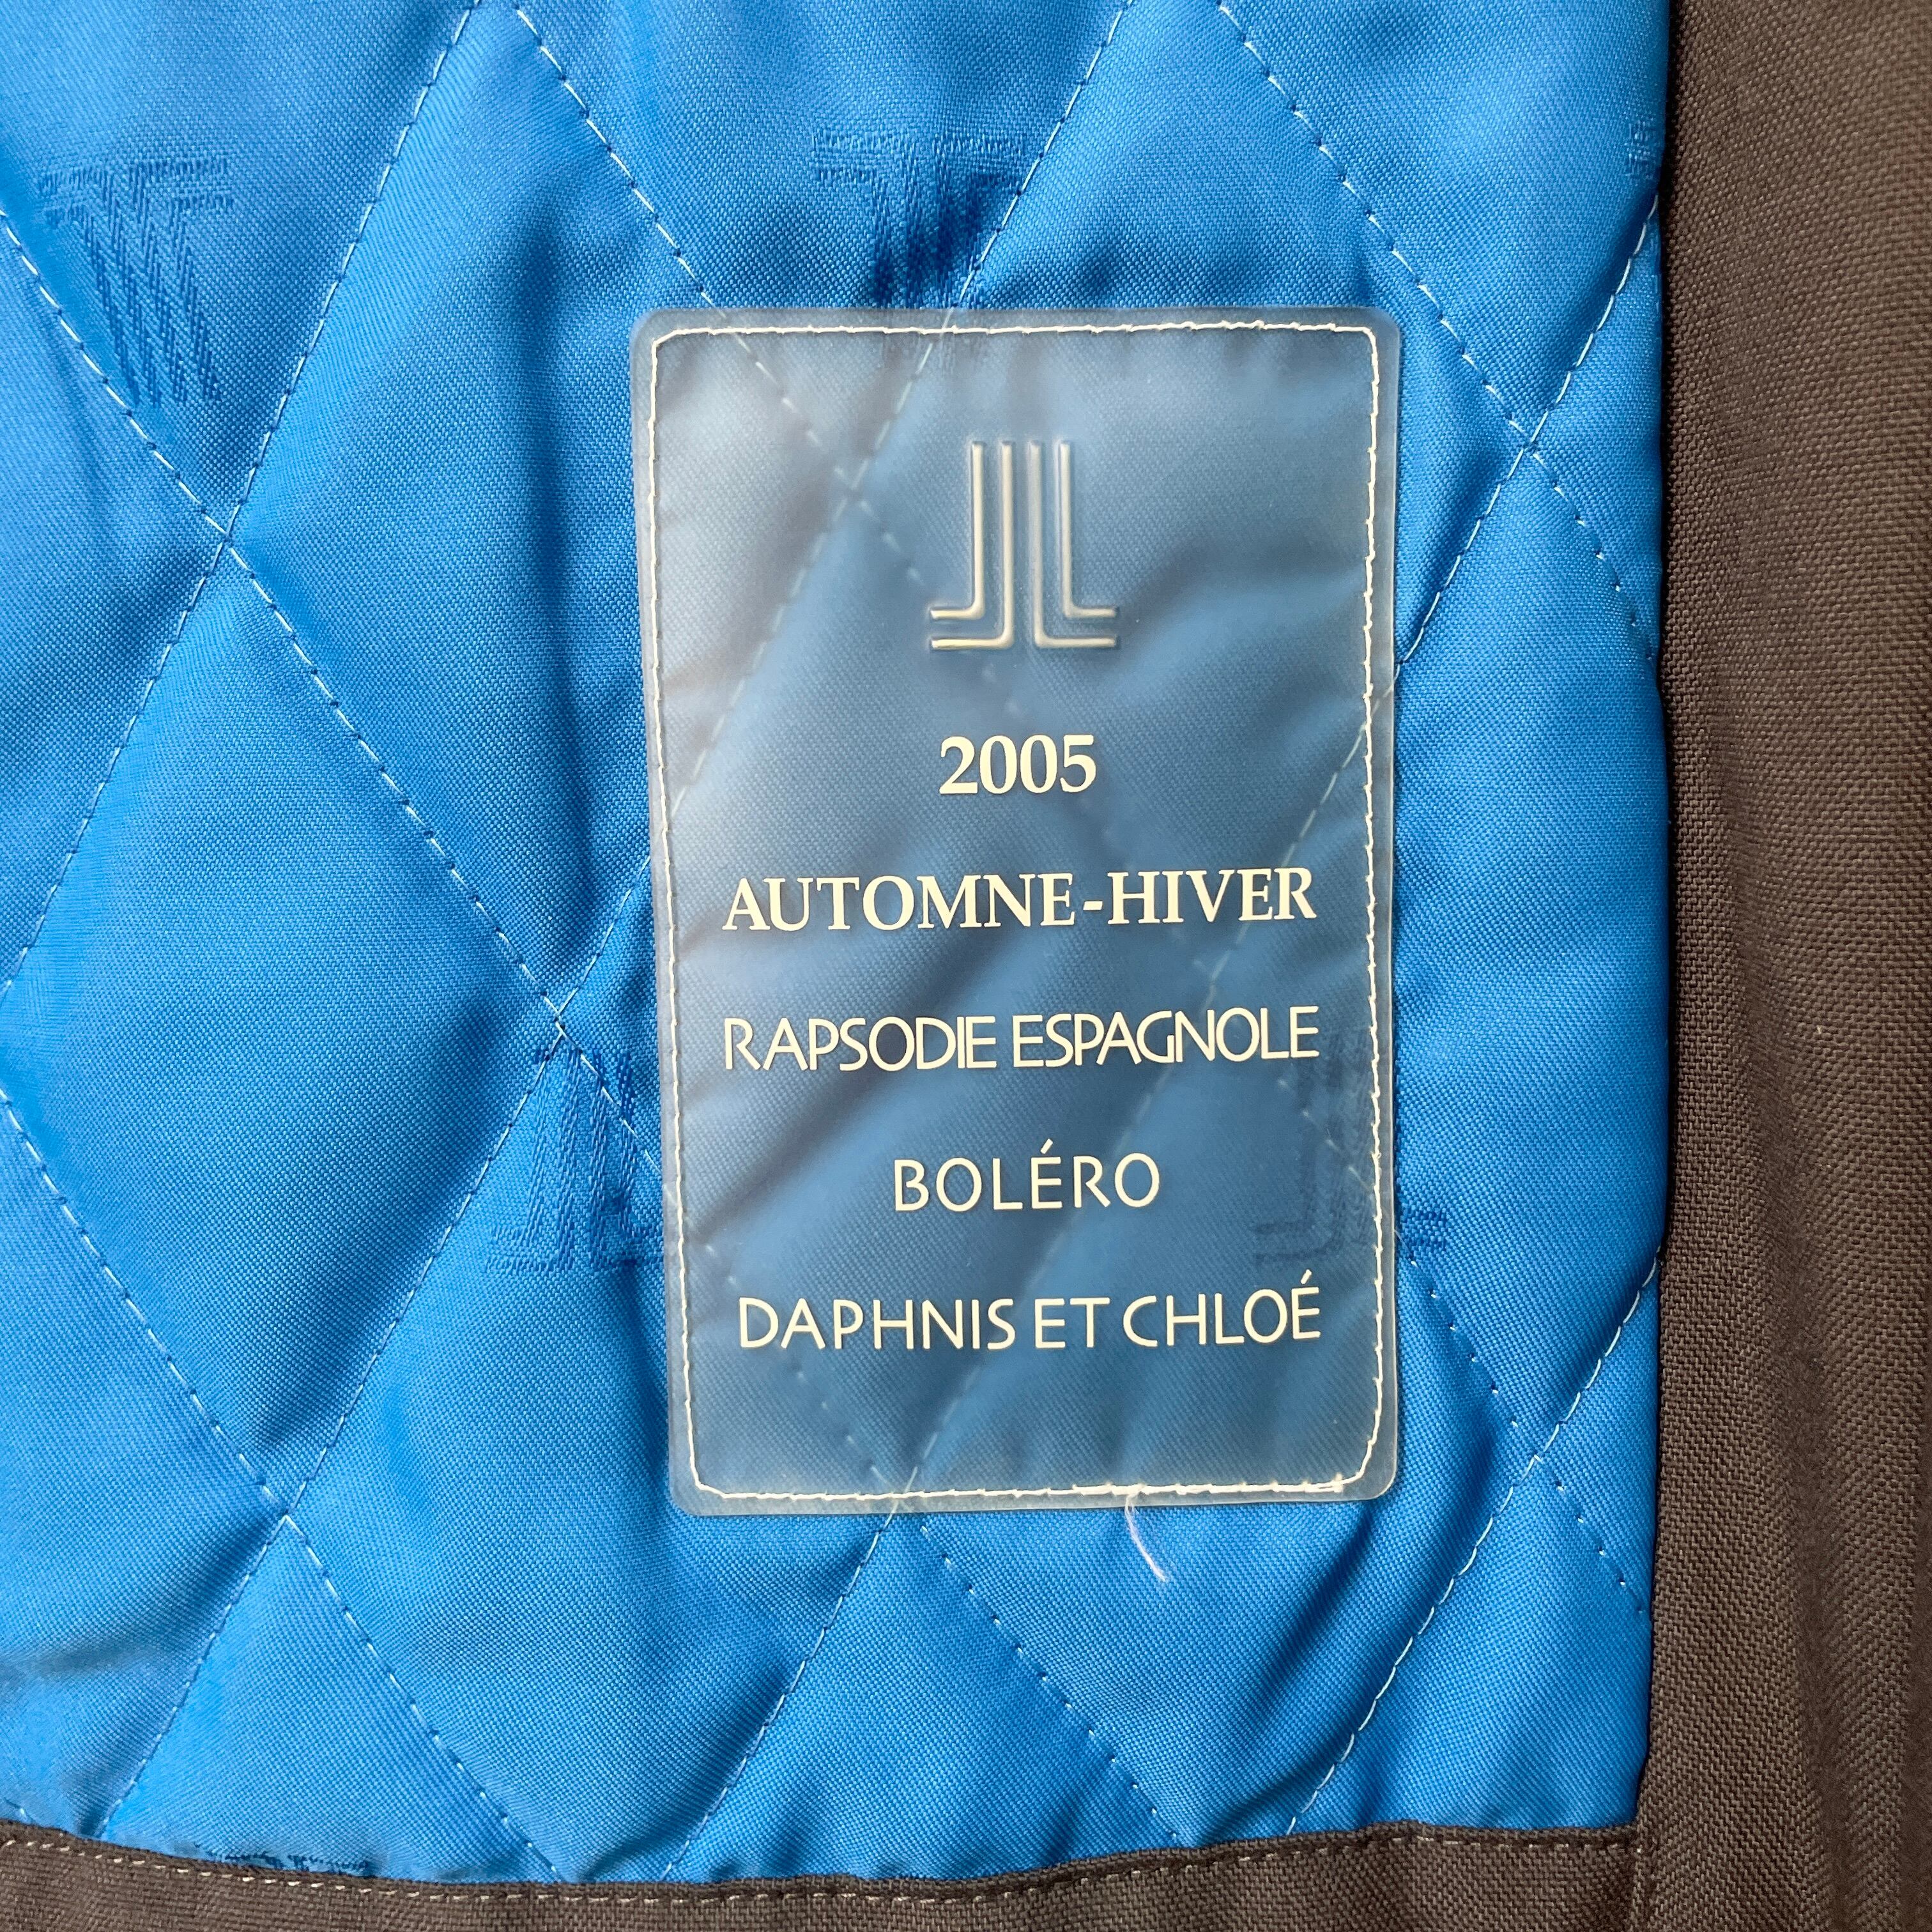 2005
AUTOMNE-HIVER
RAPSODIE ESPAGNOLE
BOLÉRO
DAPHNIS ET CHLOÉ